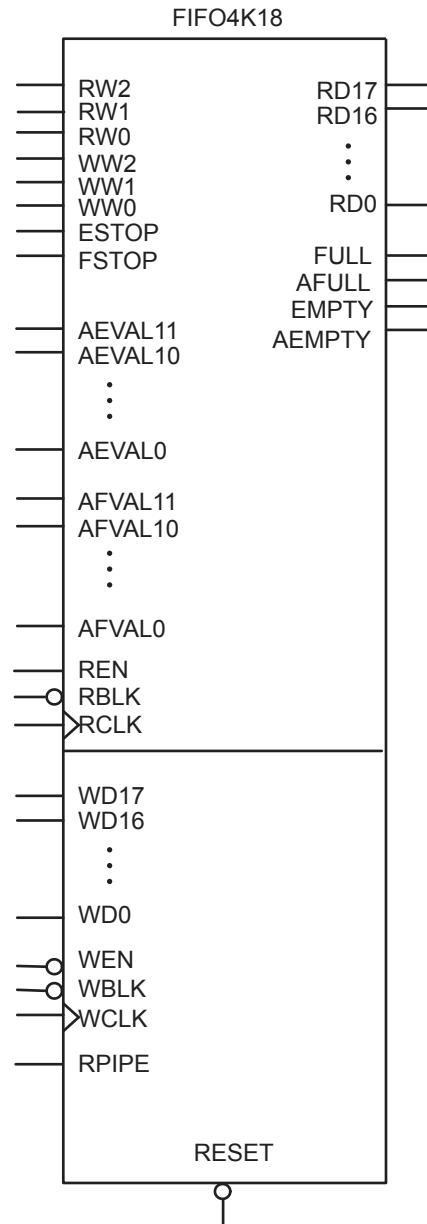 FIFO4K18
RW2
RW1
RW0
WW2
WW1
WW0
ESTOP
FSTOP
AEVAL11
AEVAL10
AEVAL0
AFVAL11
AFVAL10
AFVAL0
REN
RBLK
RCLK
RD17
RD16
RD0
FULL
AFULL
EMPTY
AEMPTY
WD17
WD16
WD0
WEN
WBLK
WCLK
RPIPE
RESET